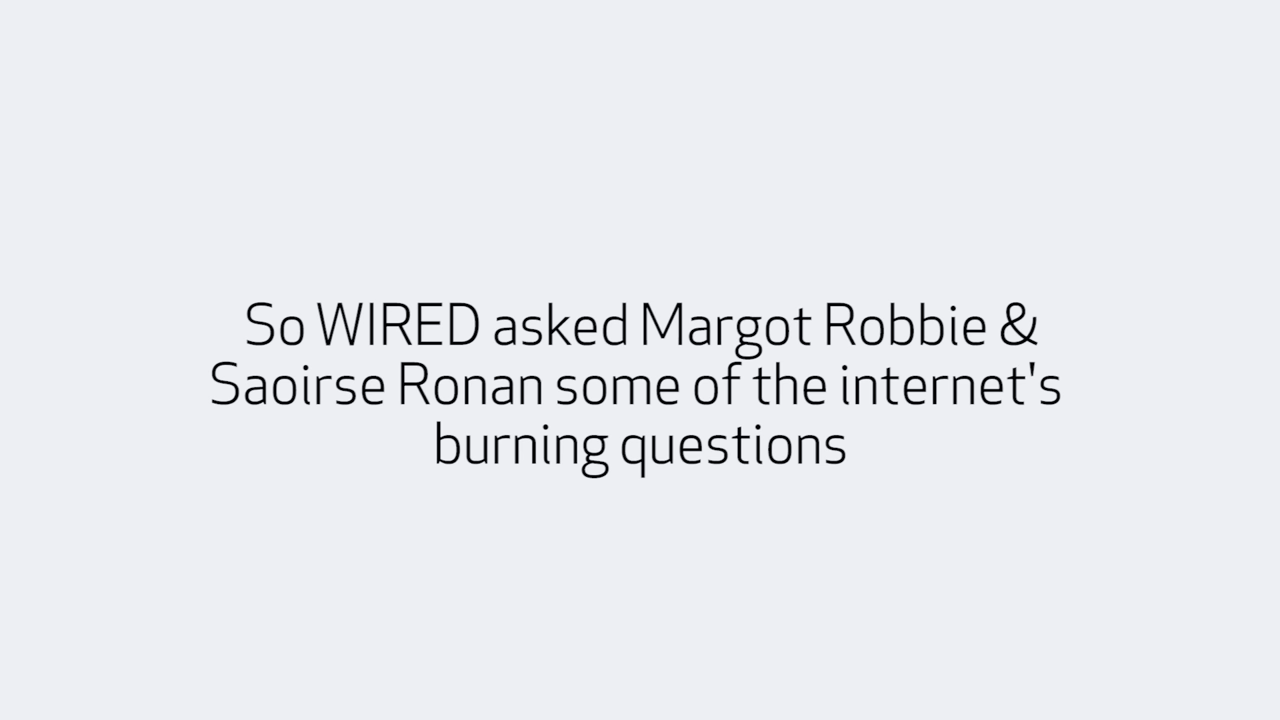 So WIRED asked Margot Robbie &
Saoirse Ronan some of the internet's
burning questions